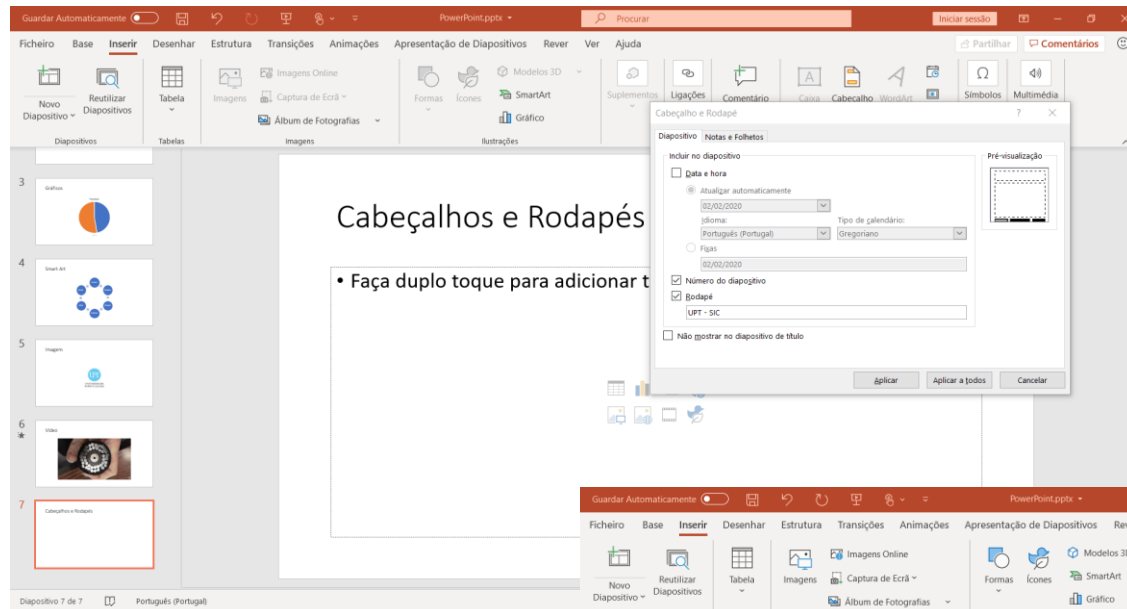 Guardar Automaticamente
PowerPoint.pptx
Procurar
Iniciar sessão
Ficheiro Base Inserir Desenhar Estrutura Transições Animações Apresentação de Diapositivos Rever Ver Ajuda
Partilhar Comentários
Novo Diapositivo
Reutilizar Diapositivos
Tabela
Imagens
Imagens Online
Captura de Ecrã
Álbum de Fotografias
Formas
Ícones
Modelos 3D
SmartArt
Gráfico
Suplementos
Ligações
Comentário
Caixa
Cabeçalho
WordArt
Símbolos
Multimédia
Diapositivos
Tabelas
Imagens
Ilustrações
Cabeçalho e Rodapé
? 
Diapositivo Notas e Folhetos
Incluir no diapositivo
Pré-visualização
Data e hora
Atualizar automaticamente
02/02/2020
Idioma: Tipo de calendário:
Português (Portugal) Gregoriano
Fixas
02/02/2020
Número do diapositivo
Rodapé
UPT - SIC
Não mostrar no diapositivo de título
Aplicar Aplicar a todos Cancelar
3
Gráficos
4
Smart Art
5
Imagem
6
Vídeo
7
Cabeçalhos e Rodapés
Cabeçalhos e Rodapés
• Faça duplo toque para adicionar t
Diapositivo 7 de 7 Português (Portugal)
Guardar Automaticamente
PowerPoint.pptx
Ficheiro Base Inserir Desenhar Estrutura Transições Animações Apresentação de Diapositivos Rev
Novo Diapositivo
Reutilizar Diapositivos
Tabela
Imagens
Imagens Online
Captura de Ecrã
Álbum de Fotografias
Formas
Ícones
Modelos 3D
SmartArt
Gráfico